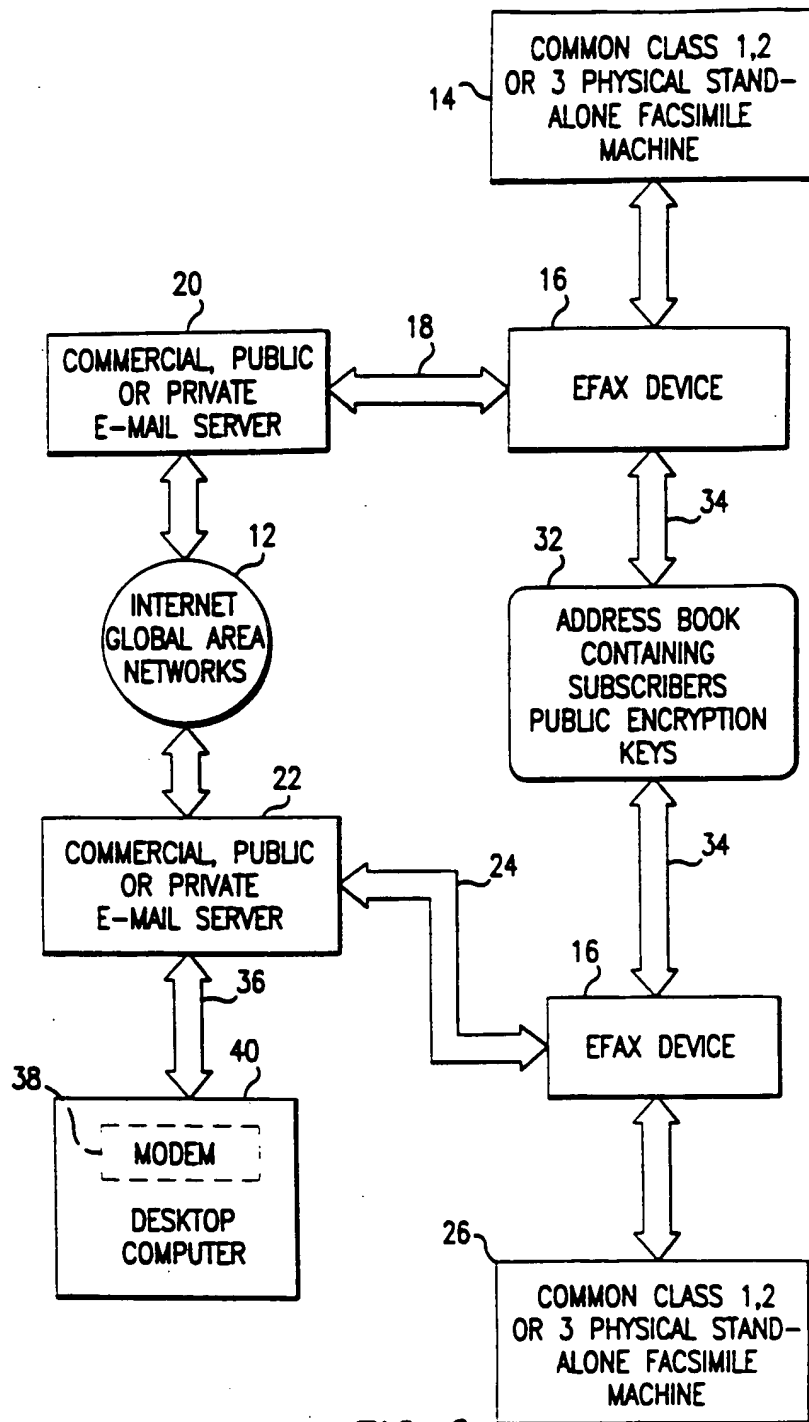 COMMON CLASS 1,2
OR 3 PHYSICAL STAND-
ALONE FACSIMILE
MACHINE
14
20
COMMERCIAL, PUBLIC
OR PRIVATE
E-MAIL SERVER
18
16
EFAX DEVICE
34
12
INTERNET
GLOBAL AREA
NETWORKS
32
ADDRESS BOOK
CONTAINING
SUBSCRIBERS
PUBLIC ENCRYPTION
KEYS
22
COMMERCIAL, PUBLIC
OR PRIVATE
E-MAIL SERVER
24
34
16
EFAX DEVICE
36
38
40
MODEM
DESKTOP
COMPUTER
26
COMMON CLASS 1,2
OR 3 PHYSICAL STAND-
ALONE FACSIMILE
MACHINE